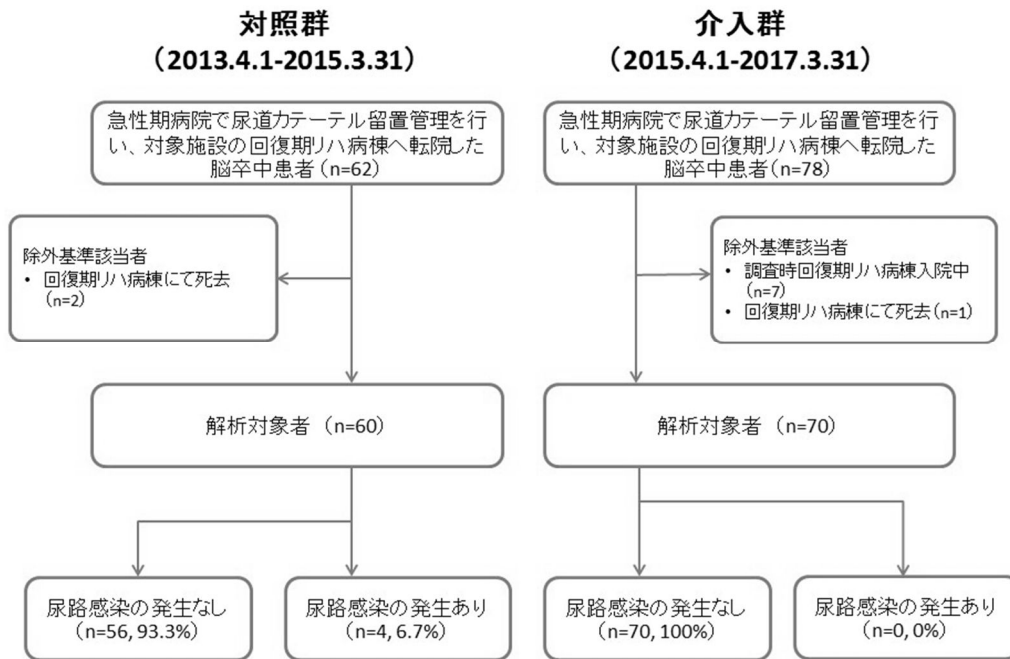 対照群
（2013.4.1-2015.3.31）
急性期病院で尿道カテーテル留置管理を行
い、対象施設の回復期リハ病棟へ転院した
脳卒中患者（n=62）
除外基準該当者
• 回復期リハ病棟にて死去
（n=2）
解析対象者 （n=60）
尿路感染の発生なし
（n=56, 93.3%）
尿路感染の発生あり
（n=4, 6.7%）
介入群
（2015.4.1-2017.3.31）
急性期病院で尿道カテーテル留置管理を行
い、対象施設の回復期リハ病棟へ転院した
脳卒中患者（n=78）
除外基準該当者
• 調査時回復期リハ病棟入院中
（n=7）
• 回復期リハ病棟にて死去（n=1）
解析対象者 （n=70）
尿路感染の発生なし
（n=70, 100%）
尿路感染の発生あり
（n=0, 0%）